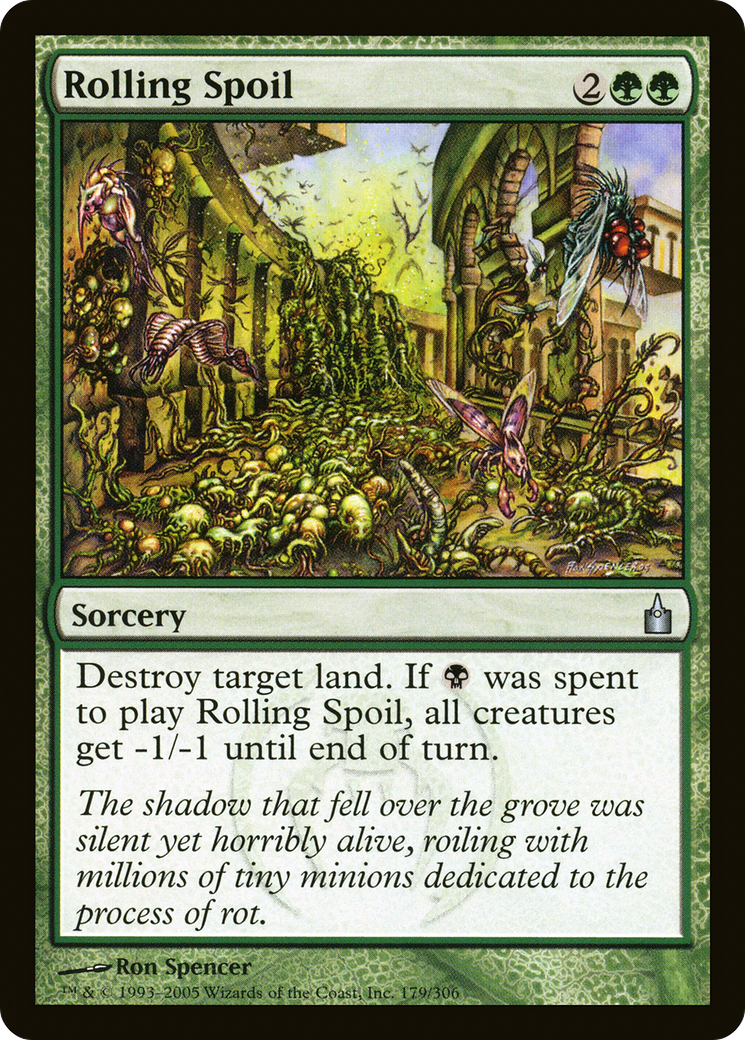 Rolling Spoil 2
Sorcery
Destroy target land. If was spent
to play Rolling Spoil, all creatures
get -1/-1 until end of turn.
The shadow that fell over the grove was
silent yet horribly alive, roiling with
millions of tiny minions dedicated to the
process of rot.
Ron Spencer
™ & © 1993–2005 Wizards of the Coast, Inc. 179/306